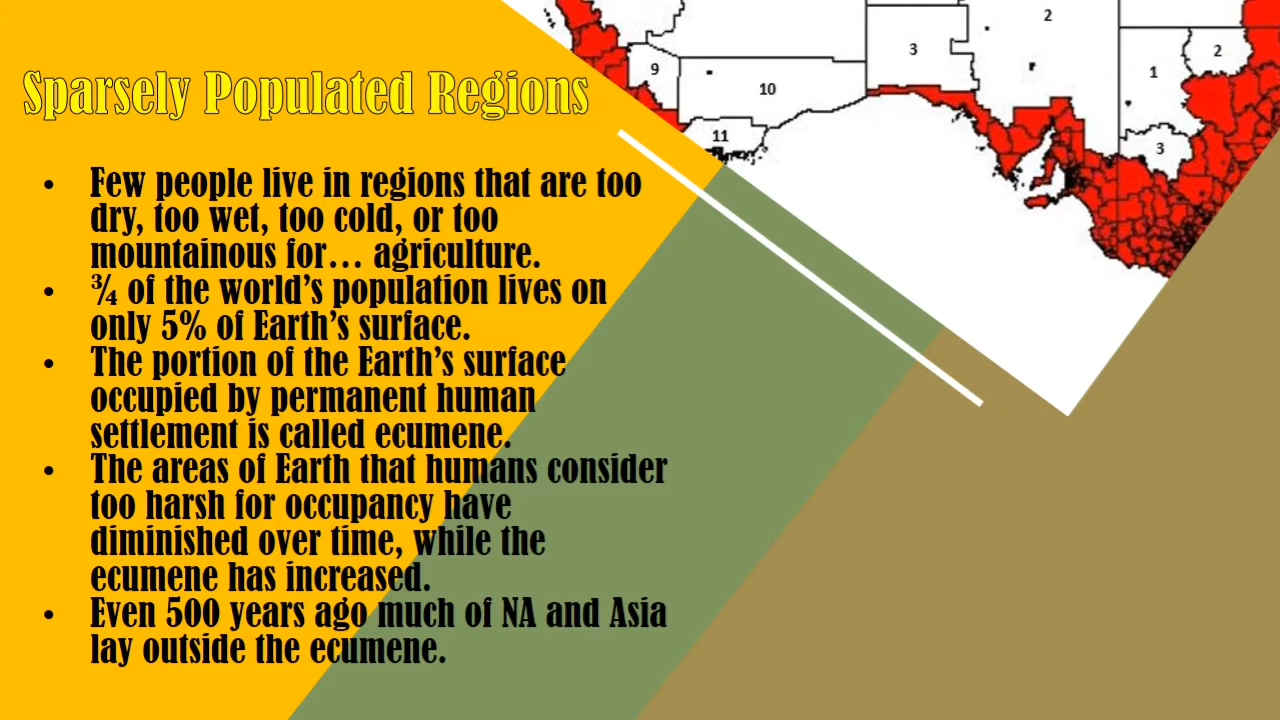 Sparsely Populated Regions
• Few people live in regions that are too
dry, too wet, too cold, or too
mountainous for… agriculture.
• ¾ of the world’s population lives on
only 5% of Earth’s surface.
• The portion of the Earth’s surface
occupied by permanent human
settlement is called ecumene.
• The areas of Earth that humans consider
too harsh for occupancy have
diminished over time, while the
ecumene has increased.
• Even 500 years ago much of NA and Asia
lay outside the ecumene.
2
3
2
9
1
10
11
3